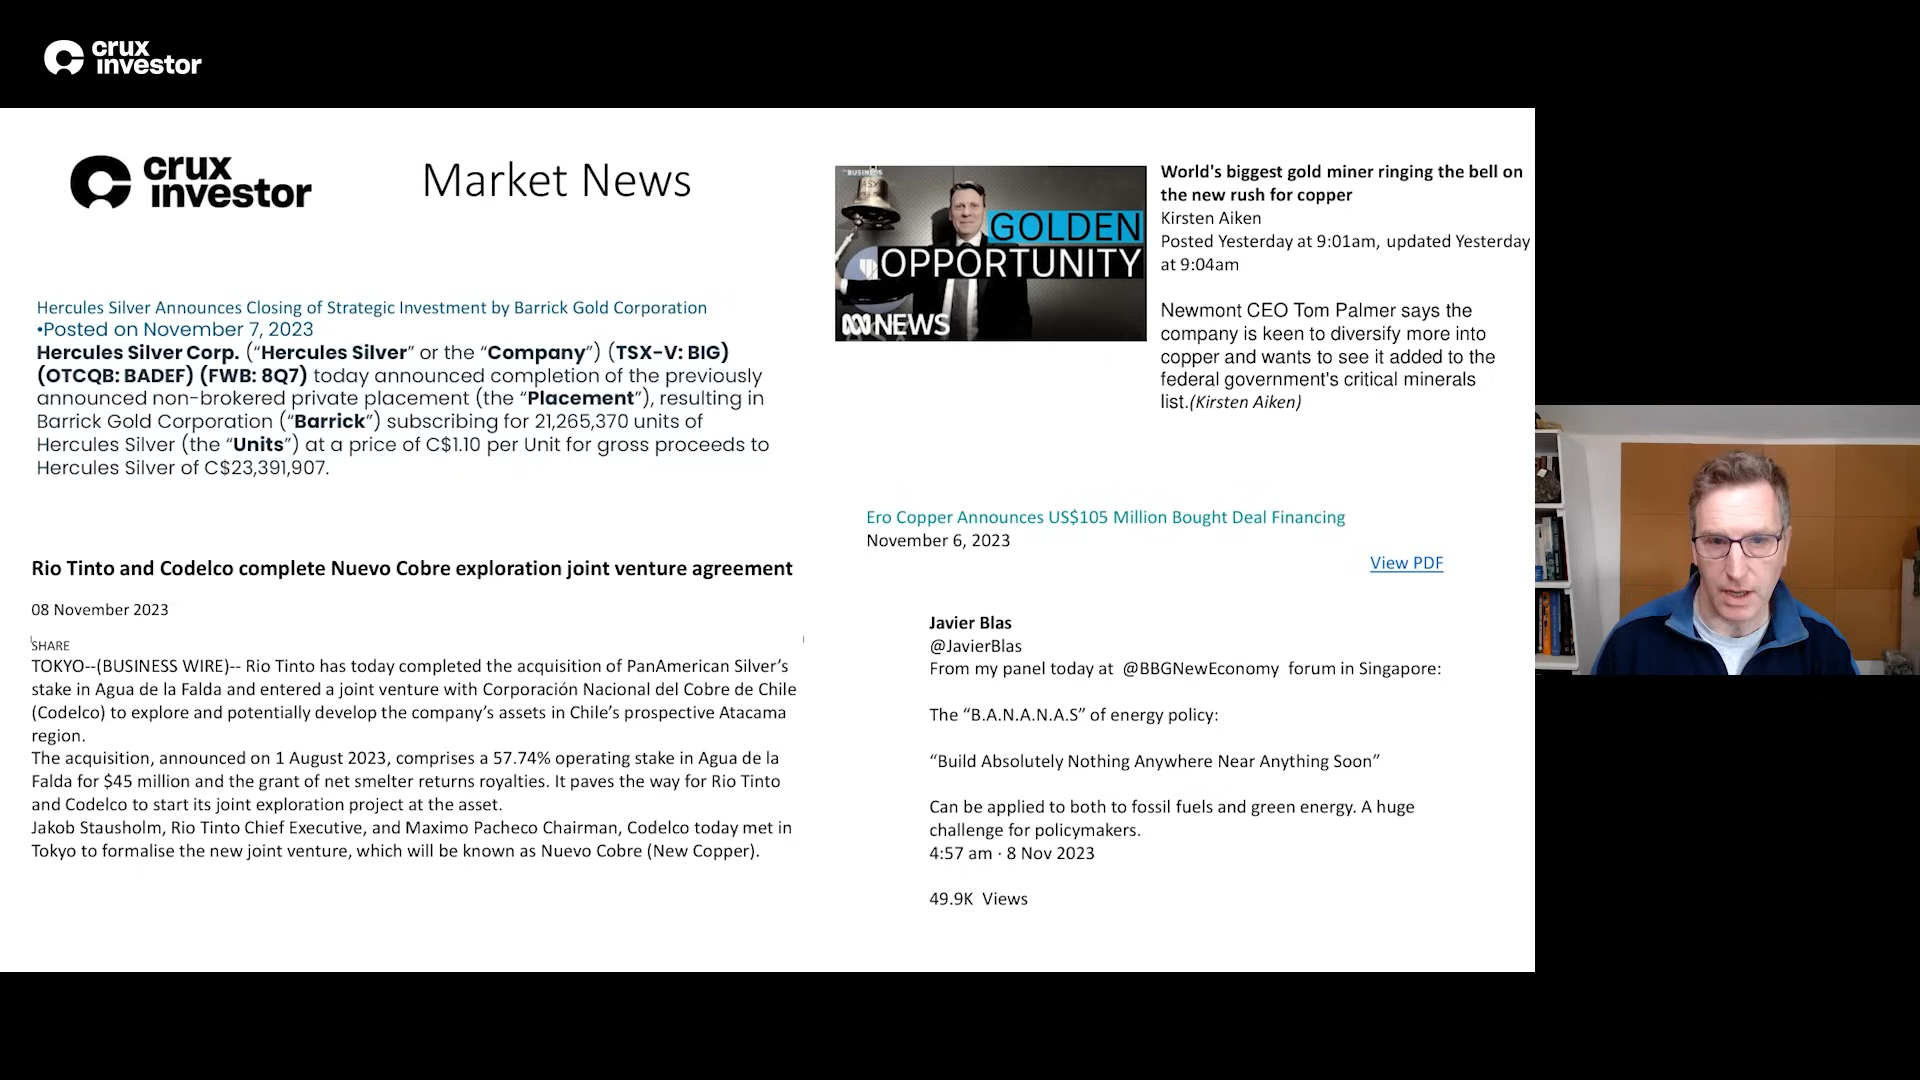 crux
investor
crux
investor
Market News
Hercules Silver Announces Closing of Strategic Investment by Barrick Gold Corporation
•Posted on November 7, 2023
Hercules Silver Corp. (“Hercules Silver” or the “Company”) (TSX-V: BIG)
(OTCQB: BADEF) (FWB: 8Q7) today announced completion of the previously
announced non-brokered private placement (the “Placement”), resulting in
Barrick Gold Corporation (“Barrick”) subscribing for 21,265,370 units of
Hercules Silver (the “Units”) at a price of C$1.10 per Unit for gross proceeds to
Hercules Silver of C$23,391,907.
Rio Tinto and Codelco complete Nuevo Cobre exploration joint venture agreement
08 November 2023
SHARE
TOKYO--(BUSINESS WIRE)-- Rio Tinto has today completed the acquisition of PanAmerican Silver’s
stake in Agua de la Falda and entered a joint venture with Corporación Nacional del Cobre de Chile
(Codelco) to explore and potentially develop the company’s assets in Chile’s prospective Atacama
region.
The acquisition, announced on 1 August 2023, comprises a 57.74% operating stake in Agua de la
Falda for $45 million and the grant of net smelter returns royalties. It paves the way for Rio Tinto
and Codelco to start its joint exploration project at the asset.
Jakob Stausholm, Rio Tinto Chief Executive, and Maximo Pacheco Chairman, Codelco today met in
Tokyo to formalise the new joint venture, which will be known as Nuevo Cobre (New Copper).
THE BUSINESS
ASX
GOLDEN
OPPORTUNITY
NEWS
World's biggest gold miner ringing the bell on
the new rush for copper
Kirsten Aiken
Posted Yesterday at 9:01am, updated Yesterday
at 9:04am
Newmont CEO Tom Palmer says the
company is keen to diversify more into
copper and wants to see it added to the
federal government's critical minerals
list.(Kirsten Aiken)
Ero Copper Announces US$105 Million Bought Deal Financing
November 6, 2023
View PDF
Javier Blas
@JavierBlas
From my panel today at @BBGNewEconomy forum in Singapore:
The “B.A.N.A.N.A.S” of energy policy:
“Build Absolutely Nothing Anywhere Near Anything Soon”
Can be applied to both to fossil fuels and green energy. A huge
challenge for policymakers.
4:57 am · 8 Nov 2023
49.9K Views